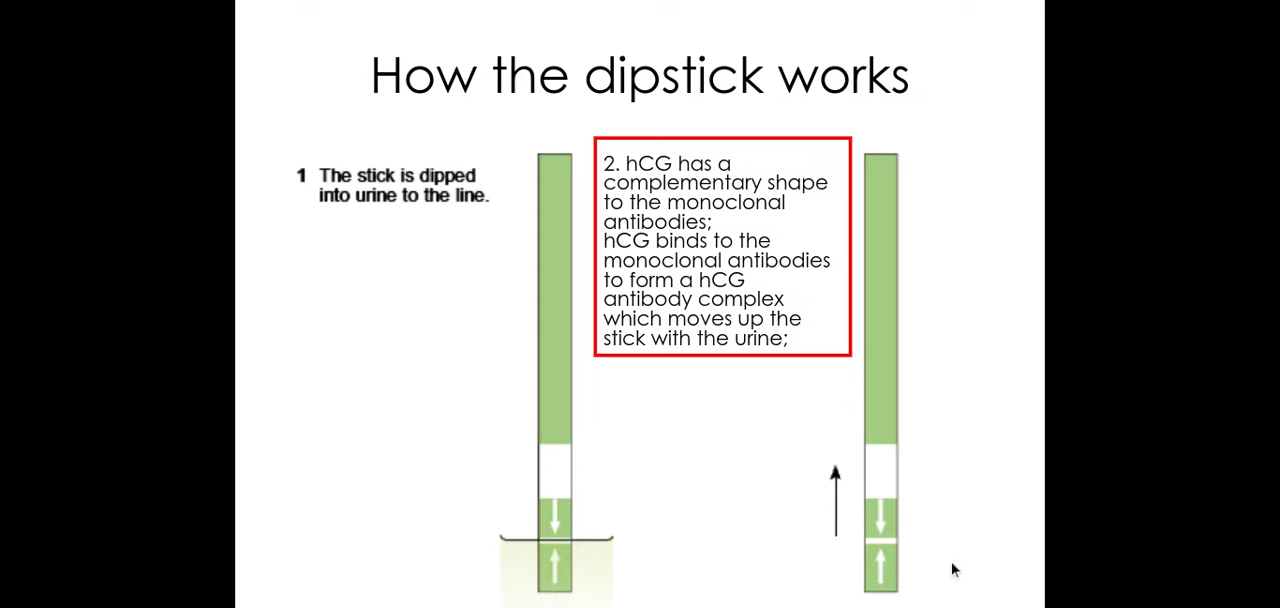 How the dipstick works
1 The stick is dipped
into urine to the line.
2. hCG has a
complementary shape
to the monoclonal
antibodies;
hCG binds to the
monoclonal antibodies
to form a hCG
antibody complex
which moves up the
stick with the urine;